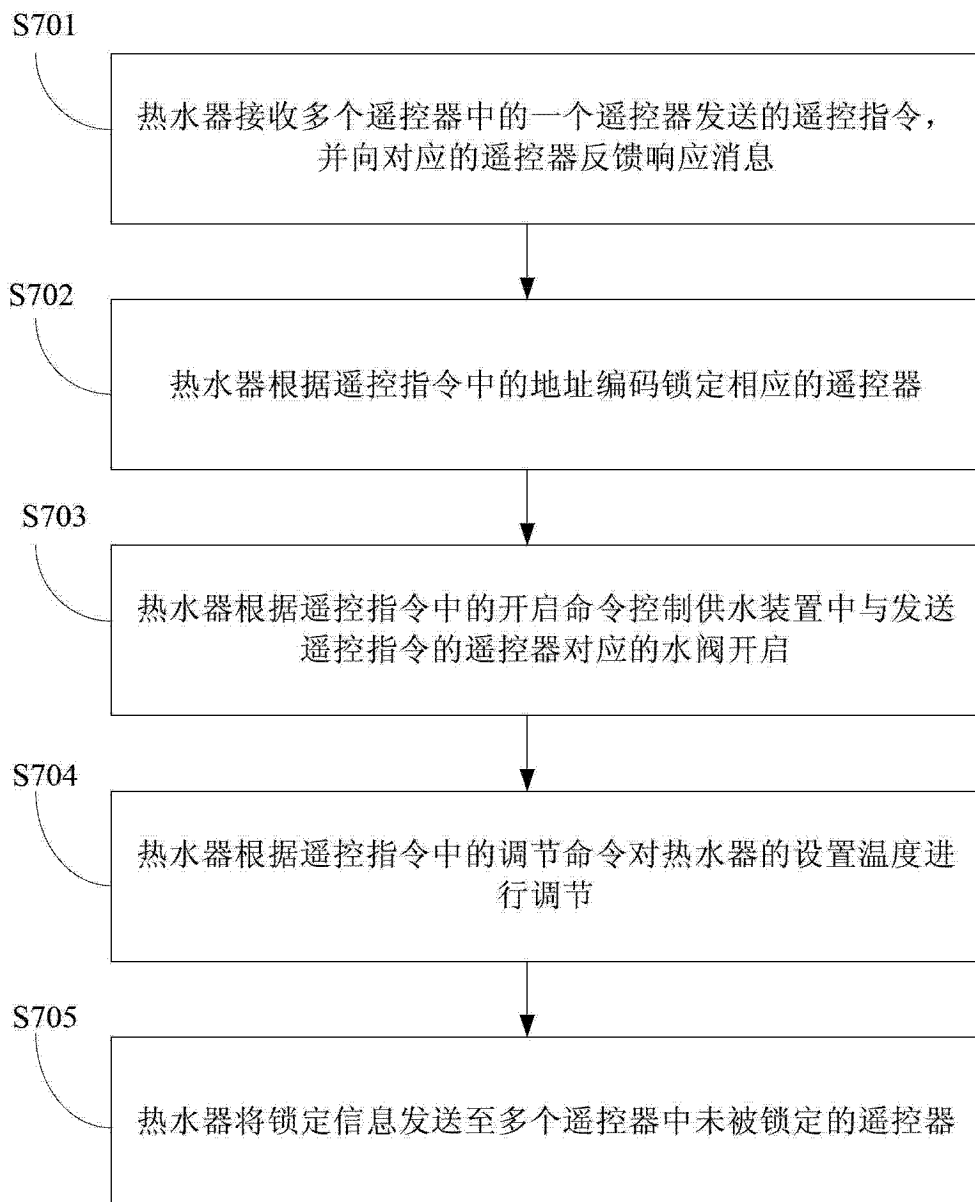 S701
热水器接收多个遥控器中的一个遥控器发送的遥控指令,
并向对应的遥控器反馈响应消息
S702
热水器根据遥控指令中的地址编码锁定相应的遥控器
S703
热水器根据遥控指令中的开启命令控制供水装置中与发送
遥控指令的遥控器对应的水阀开启
S704
热水器根据遥控指令中的调节命令对热水器的设置温度进
行调节
S705
热水器将锁定信息发送至多个遥控器中未被锁定的遥控器